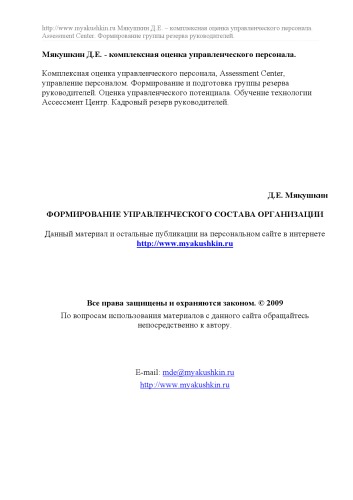 http://www.myakushkin.ru Мякушкин Д.Е. – комплексная оценка управленческого персонала
Assessment Center. Формирование группы резерва руководителей.
Мякушкин Д.Е. - комплексная оценка управленческого персонала.
Комплексная оценка управленческого персонала, Assessment Center,
управление персоналом. Формирование и подготовка группы резерва
руководителей. Оценка управленческого потенциала. Обучение технологии
Ассессмент Центр. Кадровый резерв руководителей.
Д.Е. Мякушкин
ФОРМИРОВАНИЕ УПРАВЛЕНЧЕСКОГО СОСТАВА ОРГАНИЗАЦИИ
Данный материал и остальные публикации на персональном сайте в интернете
http://www.myakushkin.ru
Все права защищены и охраняются законом. © 2009
По вопросам использования материалов с данного сайта обращайтесь
непосредственно к автору.
E-mail: mde@myakushkin.ru
http://www.myakushkin.ru